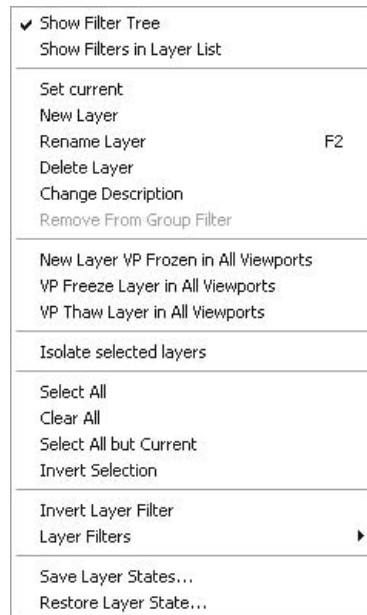 Show Filter Tree
Show Filters in Layer List
Set current
New Layer
Rename Layer F2
Delete Layer
Change Description
Remove From Group Filter
New Layer VP Frozen in All Viewports
VP Freeze Layer in All Viewports
VP Thaw Layer in All Viewports
Isolate selected layers
Select All
Clear All
Select All but Current
Invert Selection
Invert Layer Filter
Layer Filters
Save Layer States...
Restore Layer State...